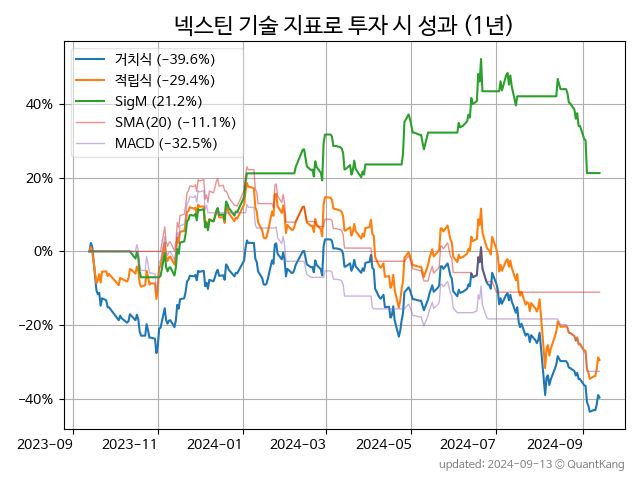 넥스틴 기술 지표로 투자 시 성과 (1년)
거치식 (−39.6%)
적립식 (−29.4%)
SigM (21.2%)
SMA(20) (−11.1%)
MACD (−32.5%)
40%
20%
0%
−20%
−40%
2023-09
2023-11
2024-01
2024-03
2024-05
2024-07
2024-09
updated: 2024-09-13 ⓒ QuantKang